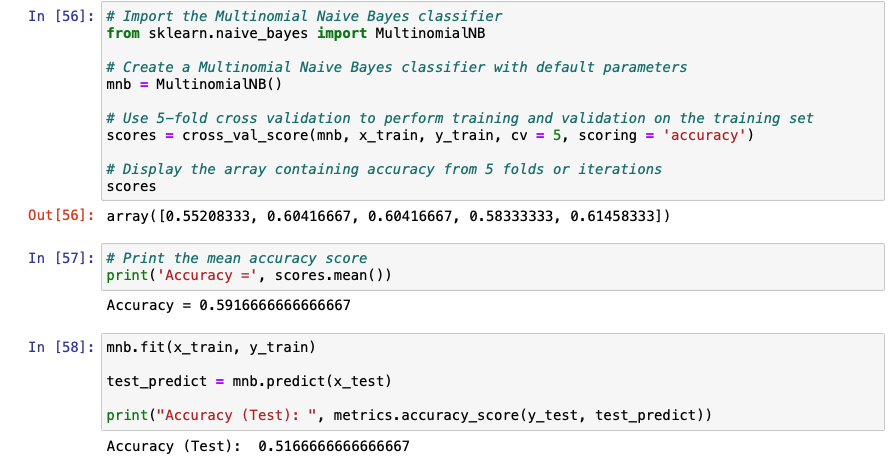 In [56]: # Import the Multinomial Naive Bayes classifier
from sklearn.naive_bayes import MultinomialNB
# Create a Multinomial Naive Bayes classifier with default parameters
mnb = MultinomialNB()
# Use 5-fold cross validation to perform training and validation on the training set
scores = cross_val_score(mnb, x_train, y_train, cv = 5, scoring = 'accuracy')
# Display the array containing accuracy from 5 folds or iterations
scores
Out[56]: array([0.55208333, 0.60416667, 0.60416667, 0.58333333, 0.61458333])
In [57]: # Print the mean accuracy score
print('Accuracy =', scores.mean())
Accuracy = 0.5916666666666667
In [58]: mnb.fit(x_train, y_train)
test_predict = mnb.predict(x_test)
print("Accuracy (Test): ", metrics.accuracy_score(y_test, test_predict))
Accuracy (Test):  0.5166666666666667